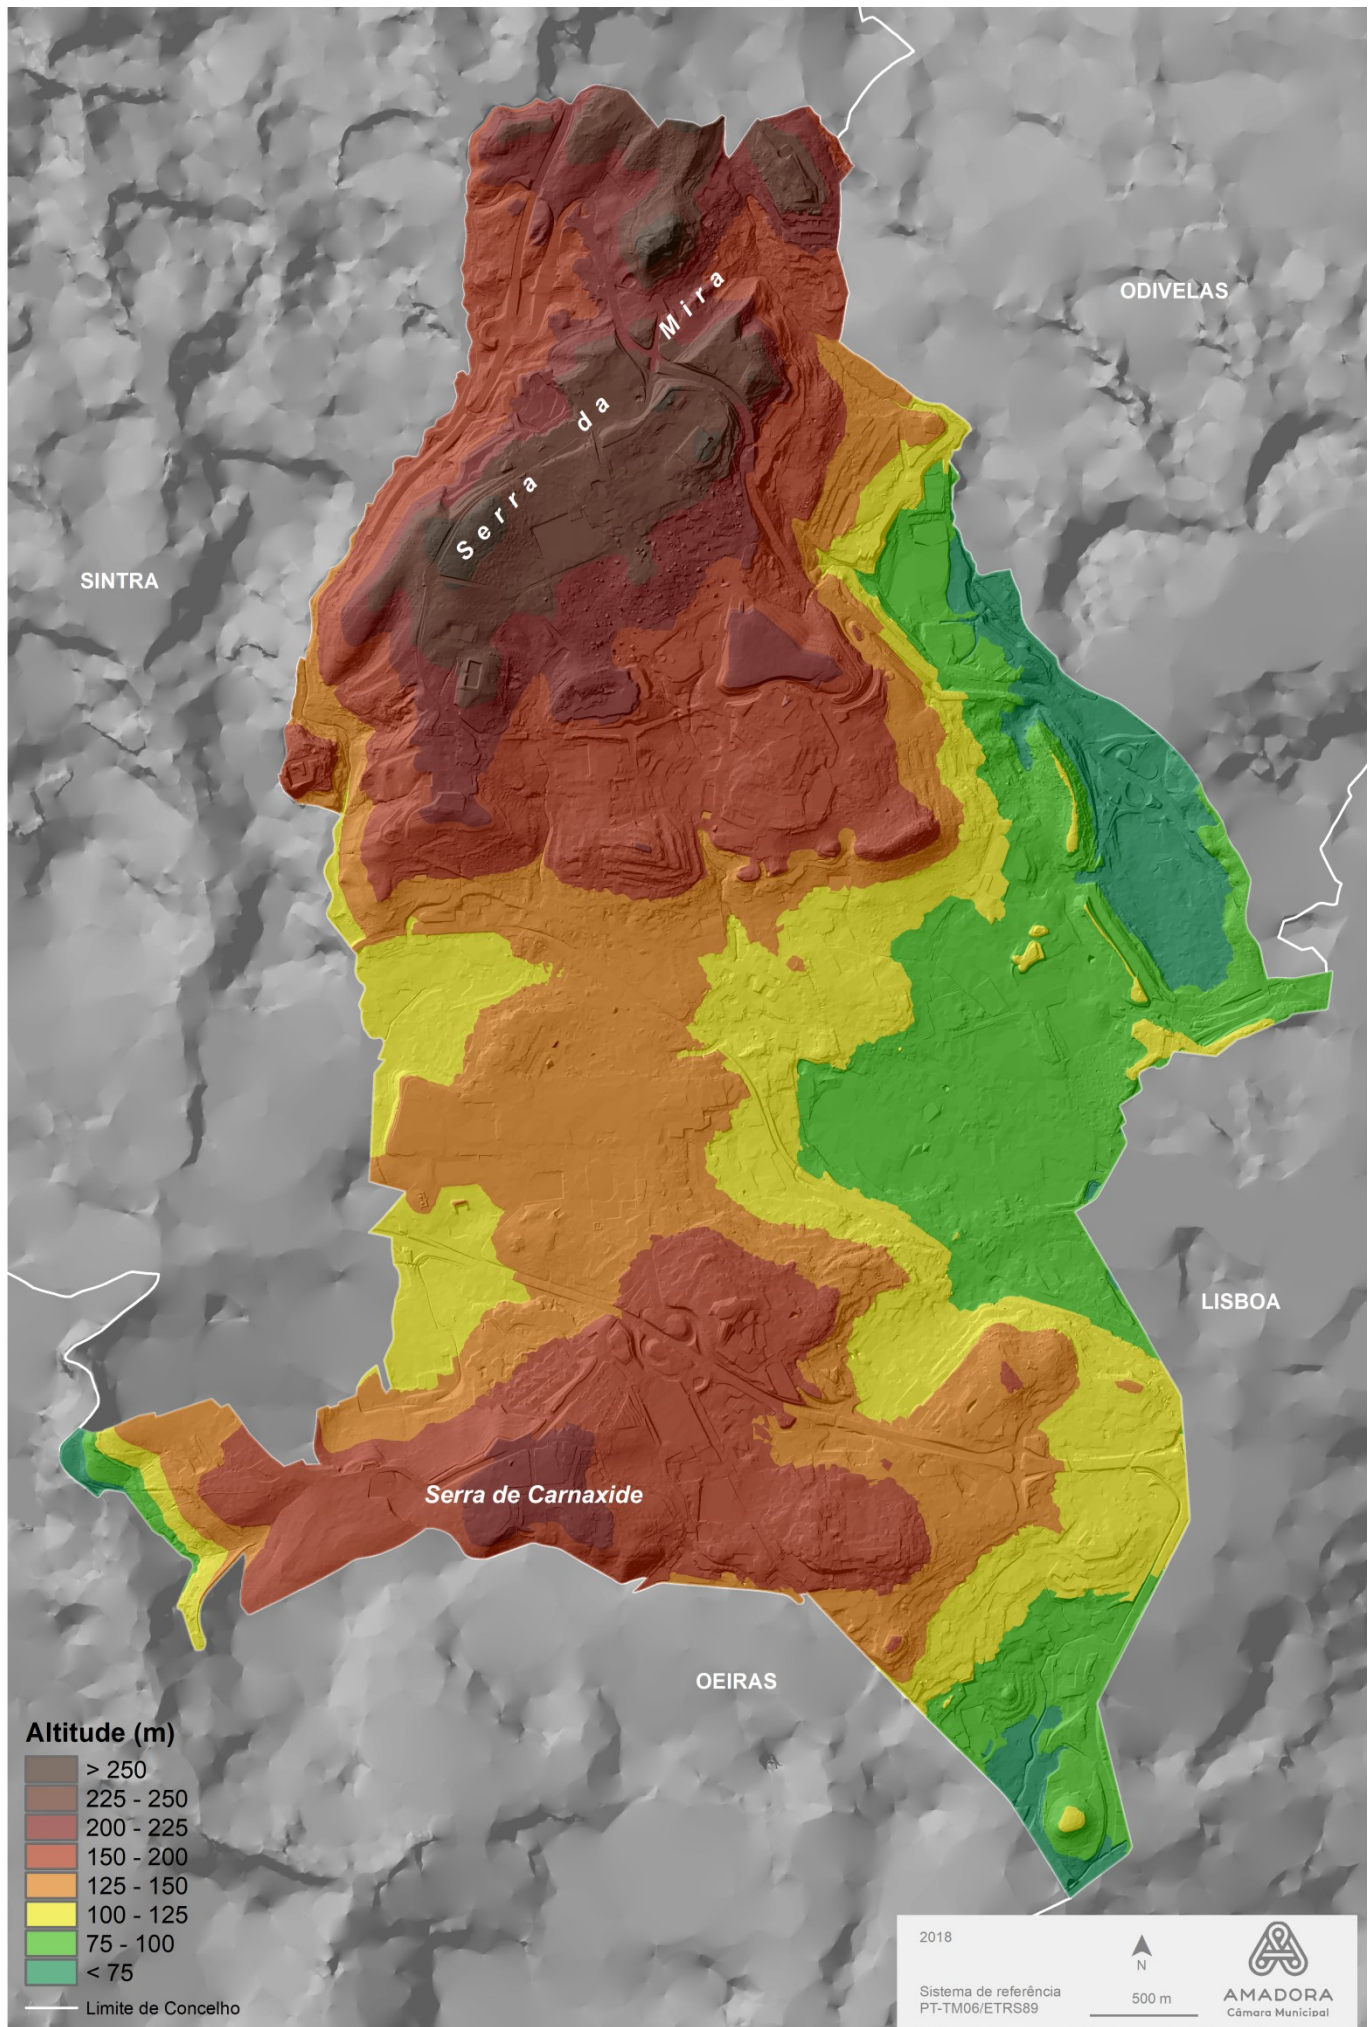 ODIVELAS
Serra da Mira
SINTRA
LISBOA
Serra de Carnaxide
OEIRAS
Altitude (m)
> 250
225 - 250
200 - 225
150 - 200
125 - 150
100 - 125
75 - 100
< 75
Limite de Concelho
2018
N
Sistema de referência
PT-TM06/ETRS89
500 m
AMADORA
Câmara Municipal